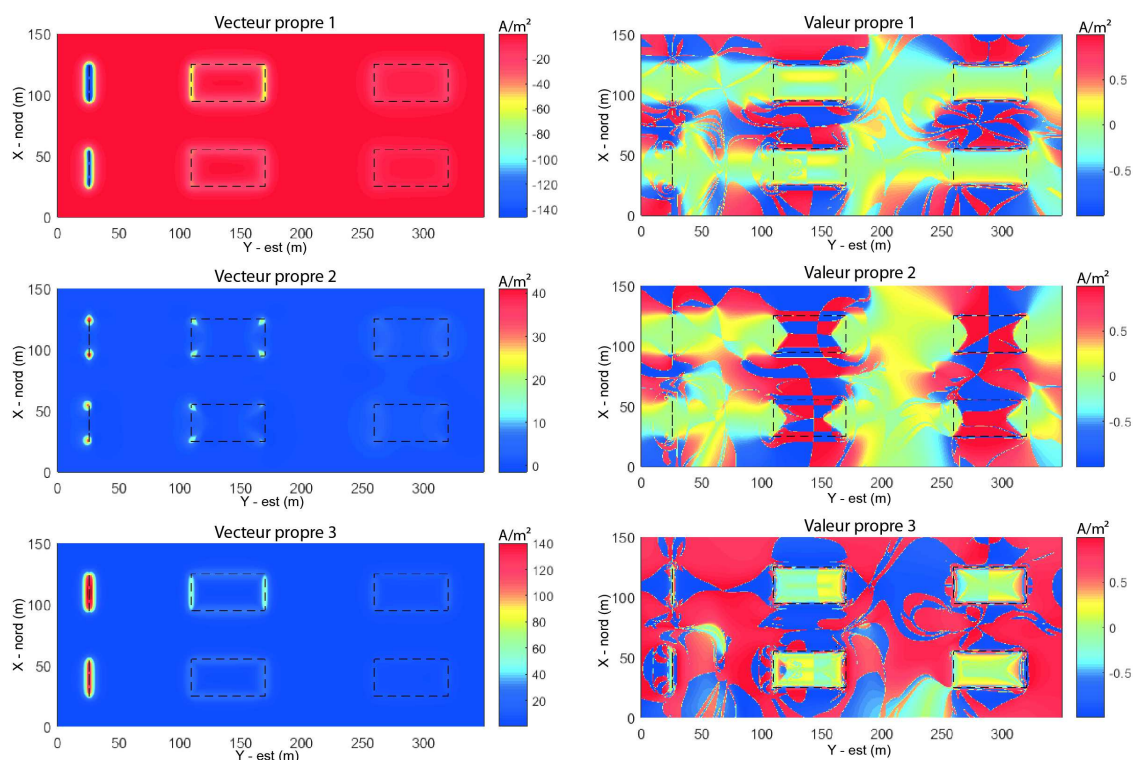 Vecteur propre 1
A/m²
150
100
50
0
X - nord (m)
0
-20
-40
-60
-80
-100
-120
-140
0 50 100 150 200 250 300
Y - est (m)
Valeur propre 1
A/m²
150
100
50
0
X - nord (m)
0.5
0
-0.5
0 50 100 150 200 250 300
Y - est (m)
Vecteur propre 2
A/m²
150
100
50
0
X - nord (m)
40
30
20
10
0
0 50 100 150 200 250 300
Y - est (m)
Valeur propre 2
A/m²
150
100
50
0
X - nord (m)
0.5
0
-0.5
0 50 100 150 200 250 300
Y - est (m)
Vecteur propre 3
A/m²
150
100
50
0
X - nord (m)
140
120
100
80
60
40
20
0 50 100 150 200 250 300
Y - est (m)
Valeur propre 3
A/m²
150
100
50
0
X - nord (m)
0.5
0
-0.5
0 50 100 150 200 250 300
Y - est (m)